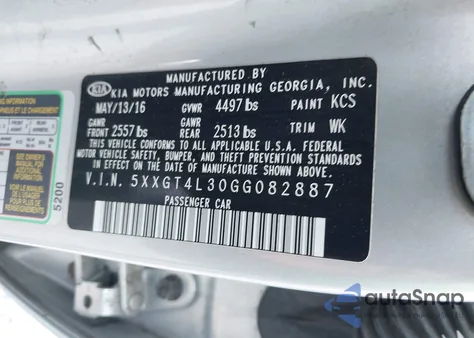 MANUFACTURED BY
KIA KIA MOTORS MANUFACTURING GEORGIA, INC.
MAY/13/16 GVWR 4497 lbs PAINT KCS
GAWR GAWR
FRONT 2557 lbs REAR 2513 lbs TRIM WK
THIS VEHICLE CONFORMS TO ALL APPLICABLE U.S.A. FEDERAL
MOTOR VEHICLE SAFETY, BUMPER, AND THEFT PREVENTION STANDARDS
IN EFFECT ON THE DATE OF MANUFACTURE SHOWN ABOVE.
V.I.N. 5XXGT4L30GG082887
PASSENGER CAR
5200
autoSnap